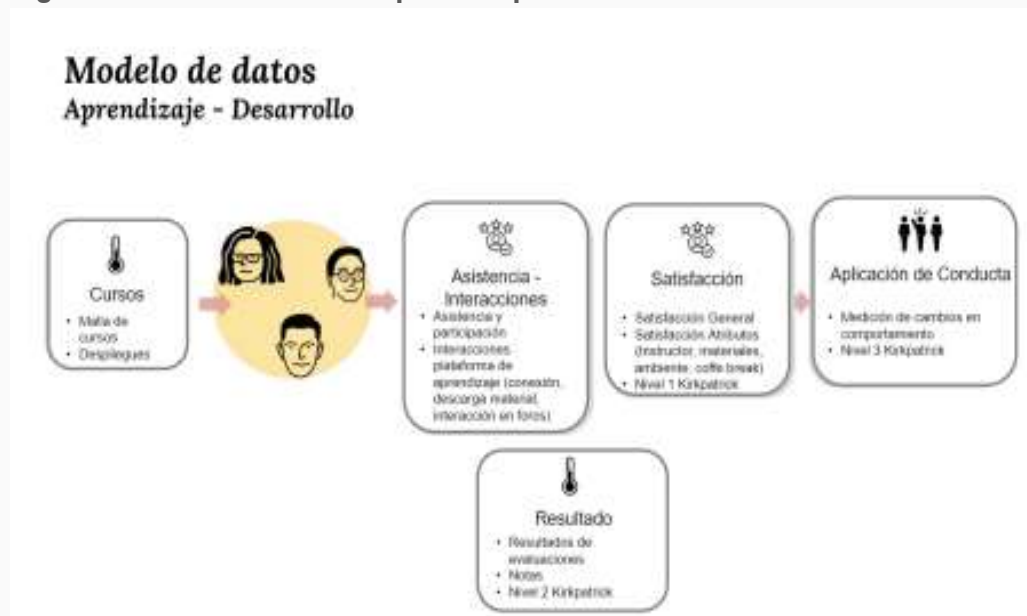 Modelo de datos
Aprendizaje - Desarrollo
Cursos
• Malla de
cursos
• Despliegues
Asistencia -
Interacciones
• Asistencia y
participación
• Interacciones
plataforma de
aprendizaje (conexión,
descarga material,
interacción en foros)
Satisfacción
• Satisfacción General
• Satisfacción Atributos
(Instructor, materiales,
ambiente, coffe break)
• Nivel 1 Kirkpatrick
Aplicación de Conducta
• Medición de cambios en
comportamiento
• Nivel 3 Kirkpatrick
Resultado
• Resultados de
evaluaciones
• Notas
• Nivel 2 Kirkpatrick